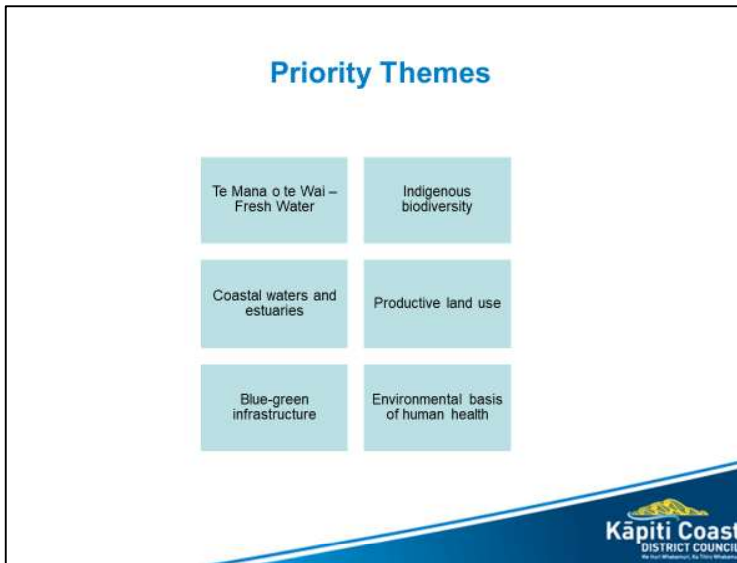 Priority Themes
Te Mana o te Wai –
Fresh Water
Indigenous
biodiversity
Coastal waters and
estuaries
Productive land use
Blue-green
infrastructure
Environmental basis
of human health
Kāpiti Coast
DISTRICT COUNCIL